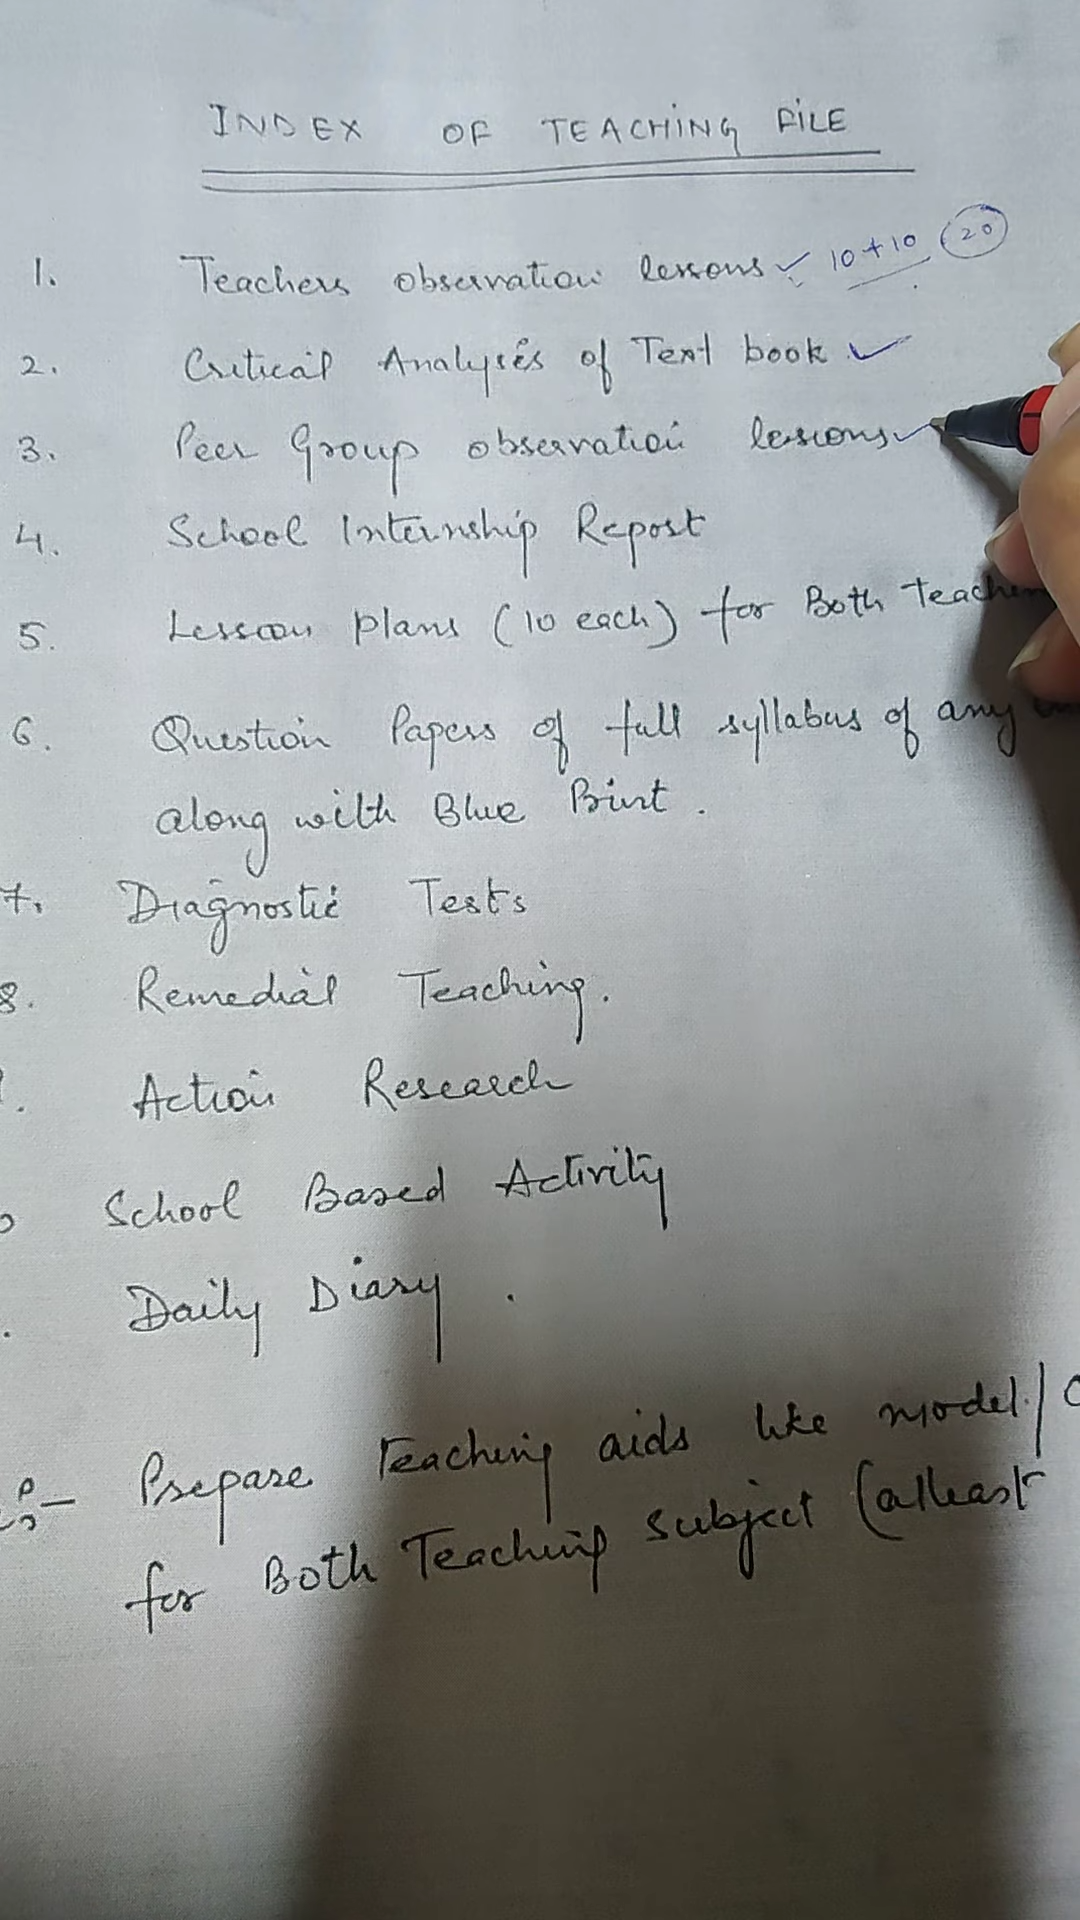 INDEX OF TEACHING FILE
1. Teachers observation lessons ✓ 10+10 20
2. Critical Analysis of Text book ✓
3. Peer Group observation lessons
4. School Internship Report
5. Lesson plans (10 each) for Both
6. Question Papers of full syllabus of any
along with Blue Print.
7. Diagnostic Tests
8. Remedial Teaching.
Action Research
School Based Activity
Daily Diary.
Prepare Teaching aids like model/
for Both Teaching subject (atleast